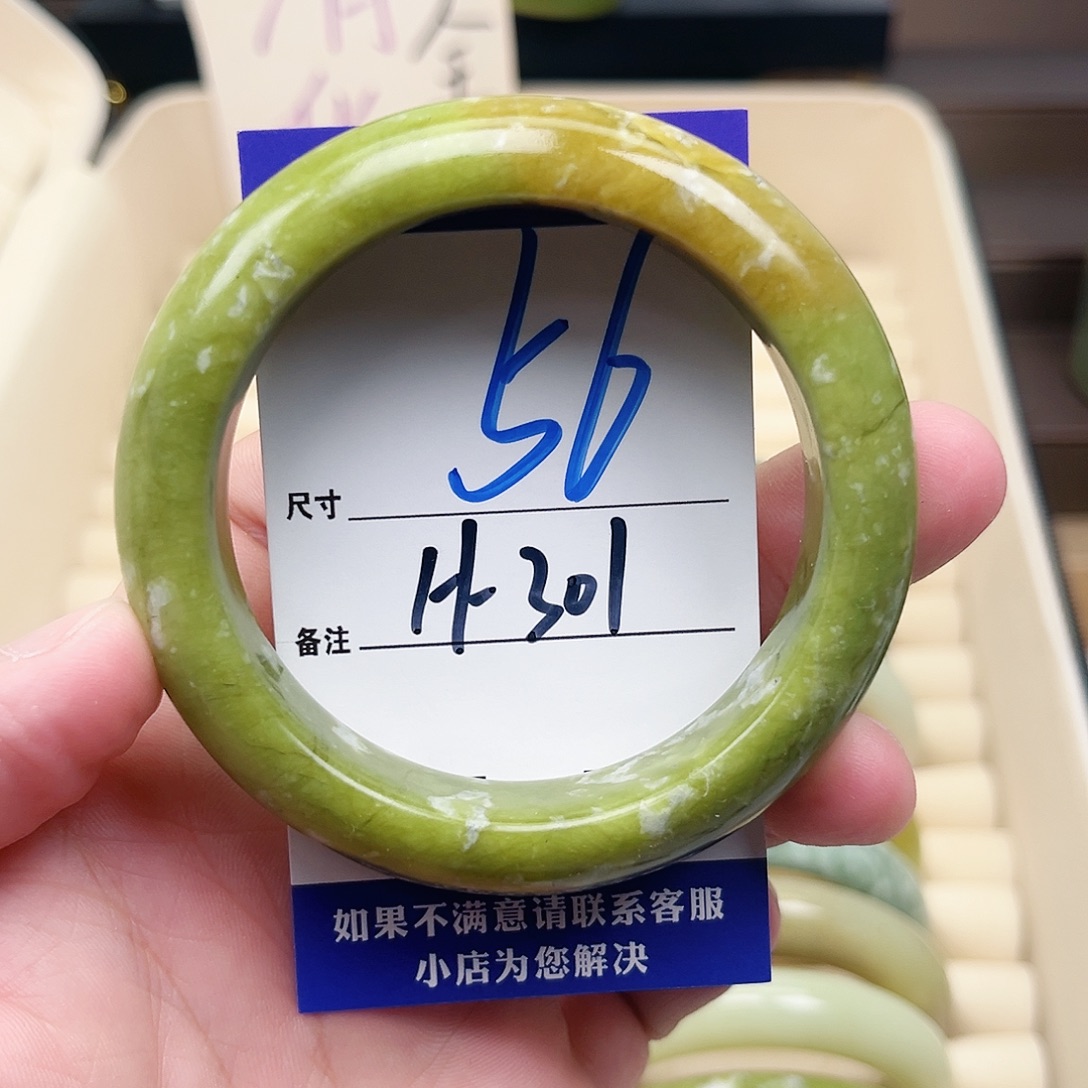 尺寸 56
备注 H-301
如果不满意请联系客服
小店为您解决